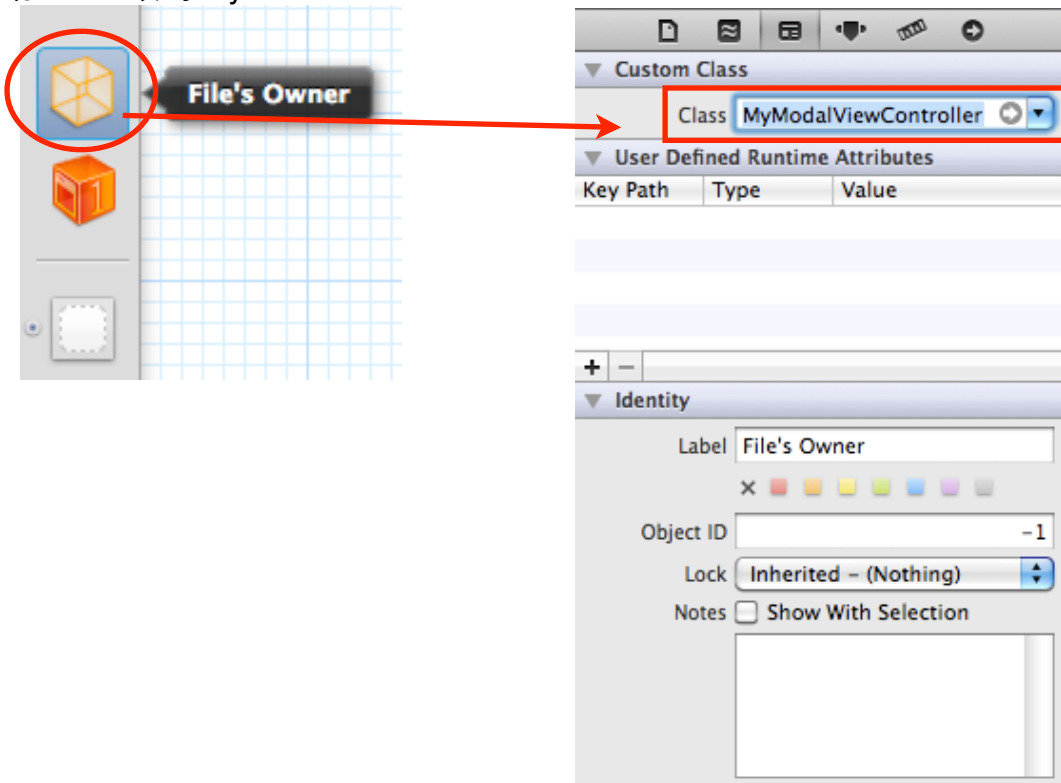 File's Owner
Custom Class
Class MyModalViewController
User Defined Runtime Attributes
Key Path Type Value
+ −
Identity
Label File's Owner
Object ID -1
Lock Inherited - (Nothing)
Notes Show With Selection